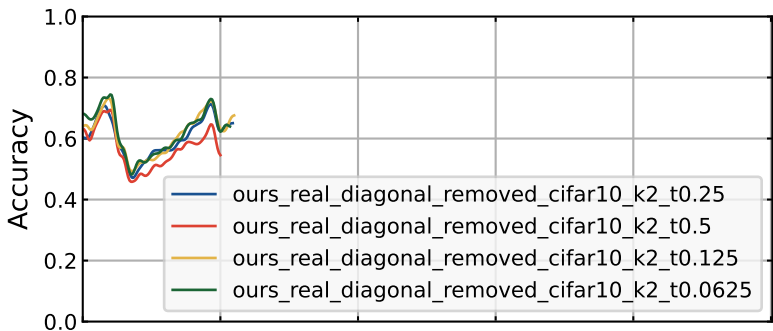 1.0
0.8
0.6
0.4
0.2
0.0
Accuracy
ours_real_diagonal_removed_cifar10_k2_t0.25
ours_real_diagonal_removed_cifar10_k2_t0.5
ours_real_diagonal_removed_cifar10_k2_t0.125
ours_real_diagonal_removed_cifar10_k2_t0.0625